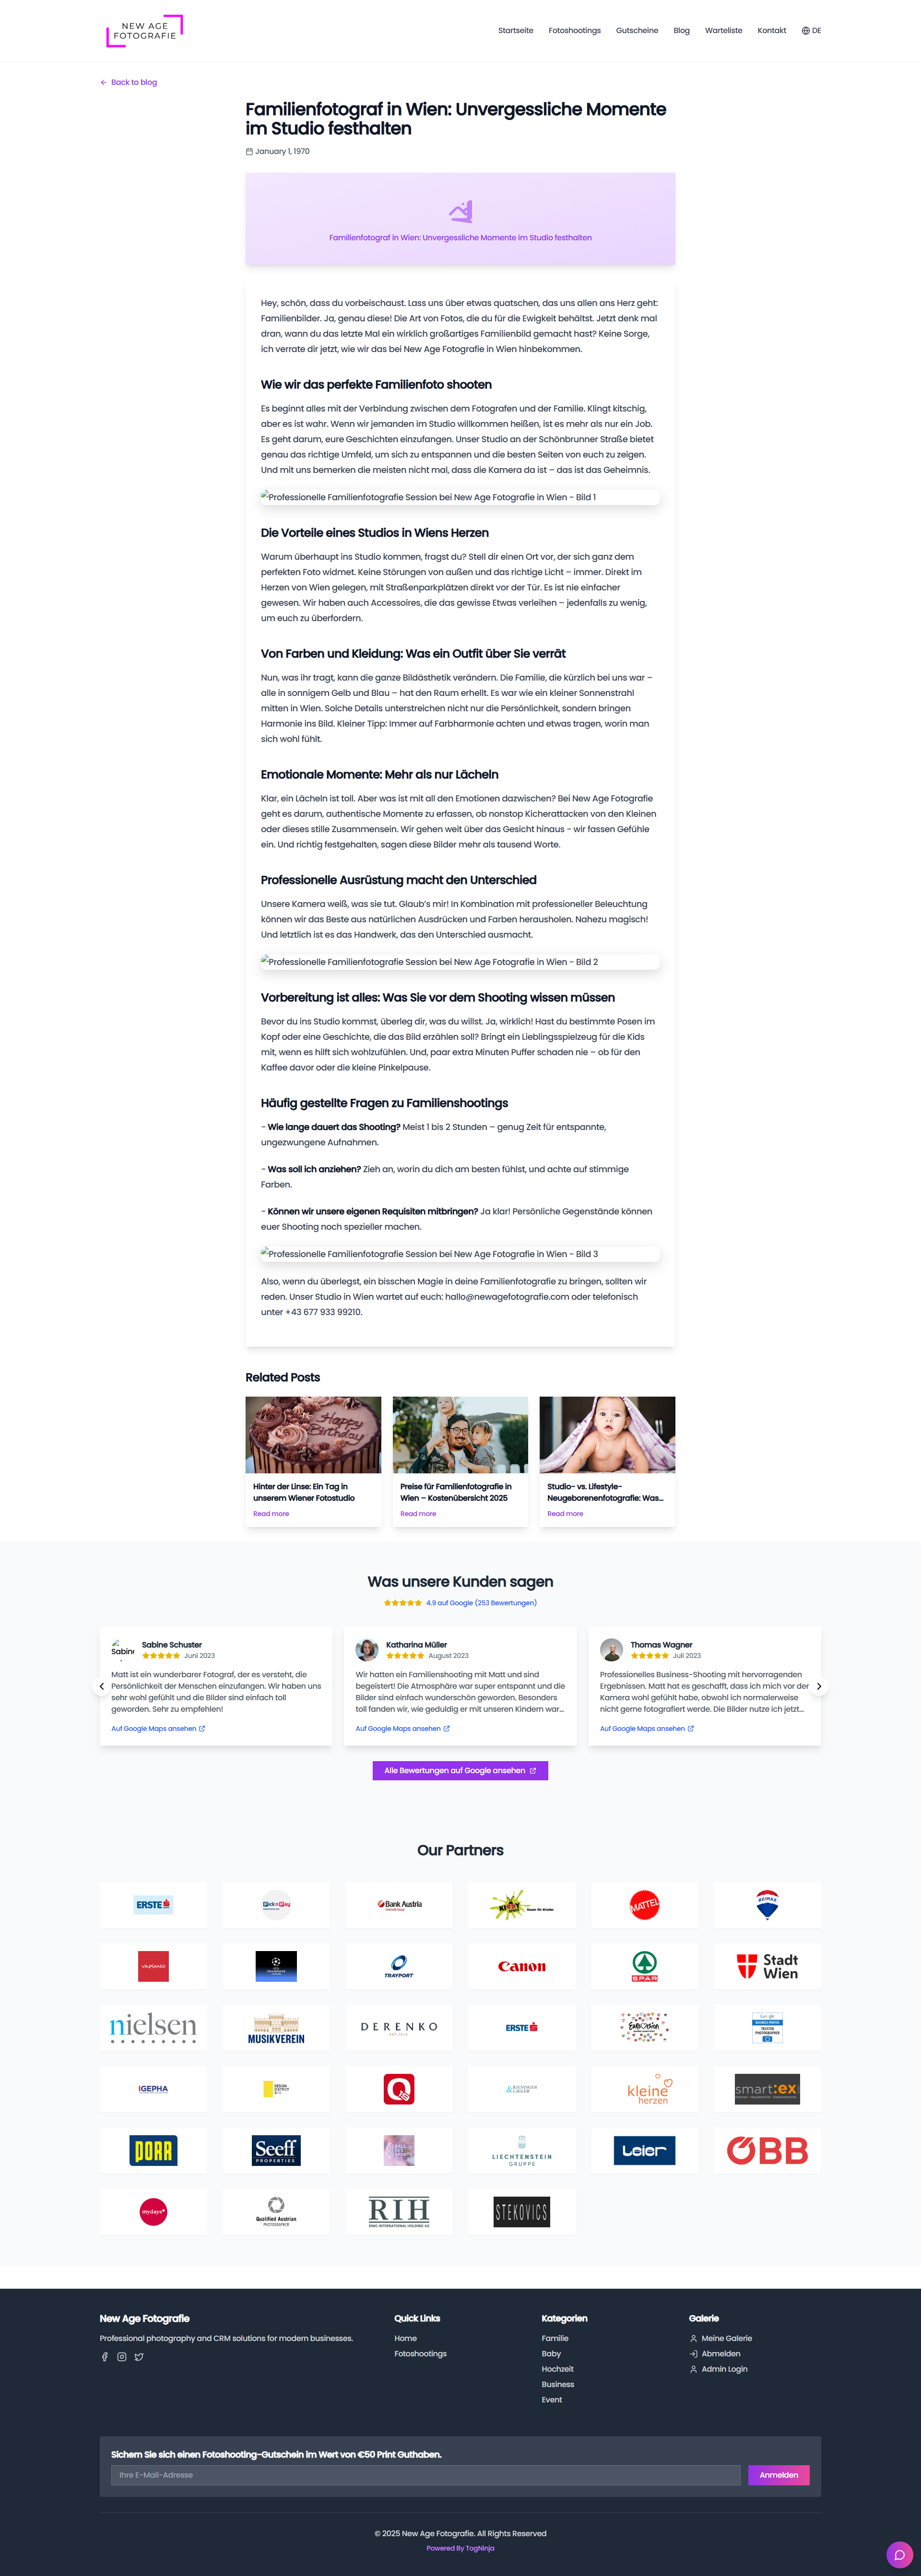 NEW AGE
FOTOGRAFIE
Startseite
Fotoshootings
Gutscheine
Blog
Warteliste
Kontakt
DE
Back to blog
Familienfotograf in Wien: Unvergessliche Momente
im Studio festhalten
January 1, 1970
Familienfotograf in Wien: Unvergessliche Momente im Studio festhalten
Hey, schön, dass du vorbeischaust. Lass uns über etwas quatschen, das uns allen ans Herz geht:
Familienbilder. Ja, genau diese! Die Art von Fotos, die du für die Ewigkeit behältst. Jetzt denk mal
dran, wann du das letzte Mal ein wirklich großartiges Familienbild gemacht hast? Keine Sorge,
ich verrate dir jetzt, wie wir das bei New Age Fotografie in Wien hinbekommen.
Wie wir das perfekte Familienfoto shooten
Es beginnt alles mit der Verbindung zwischen dem Fotografen und der Familie. Klingt kitschig,
aber es ist wahr. Wenn wir jemanden im Studio willkommen heißen, ist es mehr als nur ein Job.
Es geht darum, eure Geschichten einzufangen. Unser Studio an der Schönbrunner Straße bietet
genau das richtige Umfeld, um sich zu entspannen und die besten Seiten von euch zu zeigen.
Und mit uns bemerken die meisten nicht mal, dass die Kamera da ist – das ist das Geheimnis.
Professionelle Familienfotografie Session bei New Age Fotografie in Wien - Bild 1
Die Vorteile eines Studios in Wiens Herzen
Warum überhaupt ins Studio kommen, fragst du? Stell dir einen Ort vor, der sich ganz dem
perfekten Foto widmet. Keine Störungen von außen und das richtige Licht – immer. Direkt im
Herzen von Wien gelegen, mit Straßenparkplätzen direkt vor der Tür. Es ist nie einfacher
gewesen. Wir haben auch Accessoires, die das gewisse Etwas verleihen – jedenfalls zu wenig,
um euch zu überfordern.
Von Farben und Kleidung: Was ein Outfit über Sie verrät
Nun, was ihr tragt, kann die ganze Bildästhetik verändern. Die Familie, die kürzlich bei uns war –
alle in sonnigem Gelb und Blau – hat den Raum erhellt. Es war wie ein kleiner Sonnenstrahl
mitten in Wien. Solche Details unterstreichen nicht nur die Persönlichkeit, sondern bringen
Harmonie ins Bild. Kleiner Tipp: Immer auf Farbharmonie achten und etwas tragen, worin man
sich wohl fühlt.
Emotionale Momente: Mehr als nur Lächeln
Klar, ein Lächeln ist toll. Aber was ist mit all den Emotionen dazwischen? Bei New Age Fotografie
geht es darum, authentische Momente zu erfassen, ob nonstop Kicherattacken von den Kleinen
oder dieses stille Zusammensein. Wir gehen weit über das Gesicht hinaus - wir fassen Gefühle
ein. Und richtig festgehalten, sagen diese Bilder mehr als tausend Worte.
Professionelle Ausrüstung macht den Unterschied
Unsere Kamera weiß, was sie tut. Glaub's mir! In Kombination mit professioneller Beleuchtung
können wir das Beste aus natürlichen Ausdrücken und Farben herausholen. Nahezu magisch!
Und letztlich ist es das Handwerk, das den Unterschied ausmacht.
Professionelle Familienfotografie Session bei New Age Fotografie in Wien - Bild 2
Vorbereitung ist alles: Was Sie vor dem Shooting wissen müssen
Bevor du ins Studio kommst, überleg dir, was du willst. Ja, wirklich! Hast du bestimmte Posen im
Kopf oder eine Geschichte, die das Bild erzählen soll? Bringt ein Lieblingsspielzeug für die Kids
mit, wenn es hilft sich wohlzufühlen. Und, paar extra Minuten Puffer schaden nie – ob für den
Kaffee davor oder die kleine Pinkelpause.
Häufig gestellte Fragen zu Familienshootings
- Wie lange dauert das Shooting? Meist 1 bis 2 Stunden – genug Zeit für entspannte,
ungezwungene Aufnahmen.
- Was soll ich anziehen? Zieh an, worin du dich am besten fühlst, und achte auf stimmige
Farben.
- Können wir unsere eigenen Requisiten mitbringen? Ja klar! Persönliche Gegenstände können
euer Shooting noch spezieller machen.
Professionelle Familienfotografie Session bei New Age Fotografie in Wien - Bild 3
Also, wenn du überlegst, ein bisschen Magie in deine Familienfotografie zu bringen, sollten wir
reden. Unser Studio in Wien wartet auf euch: hallo@newagefotografie.com oder telefonisch
unter +43 677 933 99210.
Related Posts
Happy
Birthday
Hinter der Linse: Ein Tag in
unserem Wiener Fotostudio
Read more
Preise für Familienfotografie in
Wien – Kostenübersicht 2025
Read more
Studio- vs. Lifestyle-
Neugeborenenfotografie: Was...
Read more
Was unsere Kunden sagen
4.9 auf Google (253 Bewertungen)
Sabine
Sabine Schuster
Juni 2023
Matt ist ein wunderbarer Fotograf, der es versteht, die
Persönlichkeit der Menschen einzufangen. Wir haben uns
sehr wohl gefühlt und die Bilder sind einfach toll
geworden. Sehr zu empfehlen!
Auf Google Maps ansehen
Katharina Müller
August 2023
Wir hatten ein Familienshooting mit Matt und sind
begeistert! Die Atmosphäre war super entspannt und die
Bilder sind einfach wunderschön geworden. Besonders
toll fanden wir, wie geduldig er mit unseren Kindern war...
Auf Google Maps ansehen
Thomas Wagner
Juli 2023
Professionelles Business-Shooting mit hervorragenden
Ergebnissen. Matt hat es geschafft, dass ich mich vor der
Kamera wohl gefühlt habe, obwohl ich normalerweise
nicht gerne fotografiert werde. Die Bilder nutze ich jetzt...
Auf Google Maps ansehen
Alle Bewertungen auf Google ansehen
Our Partners
ERSTE
Pick n Pay
Bank Austria
MATTEL
RE/MAX
VAPIANO
TRAYPORT
Canon
SPAR
Stadt
Wien
nielsen
MUSIKVEREIN
DERENKO
ERSTE
EUROVISION
Google
IGEPHA
DESIGN
DISTRICT
kleine
herzen
smart:ex
PORR
Seeff
PROPERTIES
LIECHTENSTEIN
GRUPPE
Leier
ÖBB
mydays
Qualified Austrian
PHOTOGRAPHER
RIH
RING INTERNATIONAL HOLDING AG
STEKOVICS
New Age Fotografie
Professional photography and CRM solutions for modern businesses.
Quick Links
Home
Fotoshootings
Kategorien
Familie
Baby
Hochzeit
Business
Event
Galerie
Meine Galerie
Abmelden
Admin Login
Sichern Sie sich einen Fotoshooting-Gutschein im Wert von €50 Print Guthaben.
Ihre E-Mail-Adresse
Anmelden
© 2025 New Age Fotografie. All Rights Reserved
Powered By TogNinja